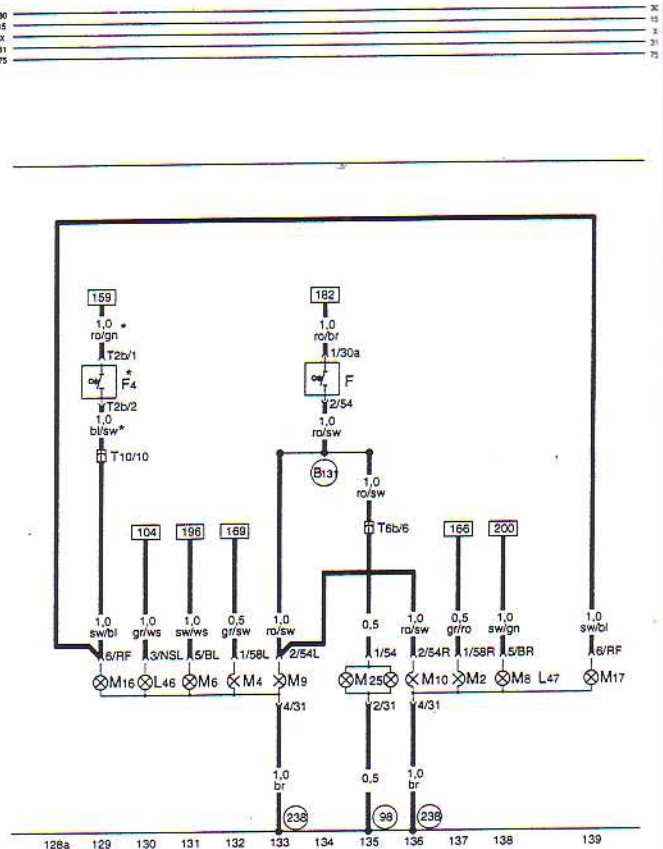 30 30
15 15
X X
31 31
75 75
159 182
1,0 1,0
ro/gn * ro/br
T2b/1 1/30a
F4 * F
T2b/2 2/54
1,0 1,0
bl/sw* ro/sw
T10/10 B131
1,0
ro/sw
T6b/6
104 196 169 166 200
1,0 1,0 1,0 0,5 1,0 0,5 1,0 0,5 1,0 1,0
sw/bl gr/ws sw/ws gr/sw ro/sw ro/sw gr/ro sw/gn sw/bl
6/RF 3/NSL 5/BL 1/58L 2/54L 1/54 2/54R 1/58R 5/BR 6/RF
M16 L46 M6 M4 M9 M25 M10 M2 M8 L47 M17
4/31 2/31 4/31
1,0 0,5 1,0
br br
238 98 238
128a 129 130 131 132 133 134 135 136 137 138 139